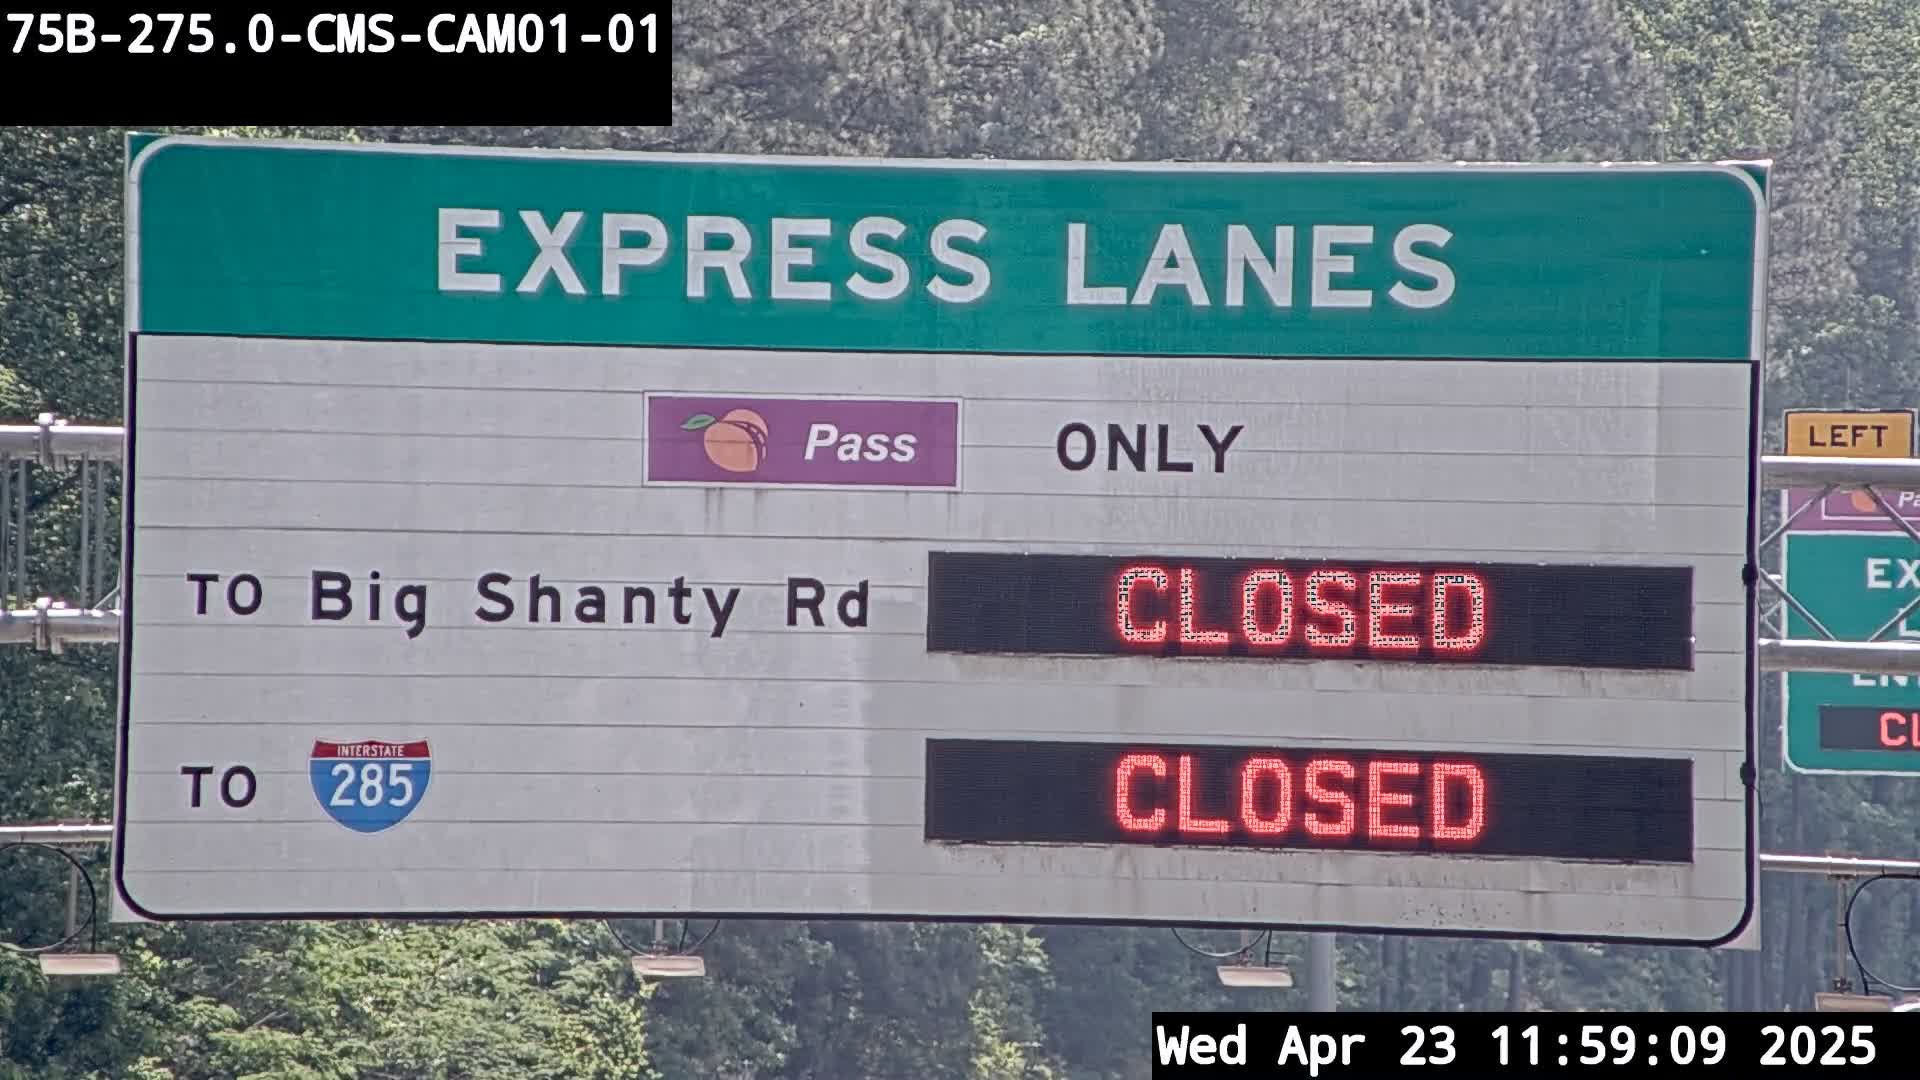 75B-275.0-CMS-CAM01-01
EXPRESS LANES
Pass ONLY
TO Big Shanty Rd CLOSED
TO INTERSTATE 285 CLOSED
LEFT
EX
Wed Apr 23 11:59:09 2025